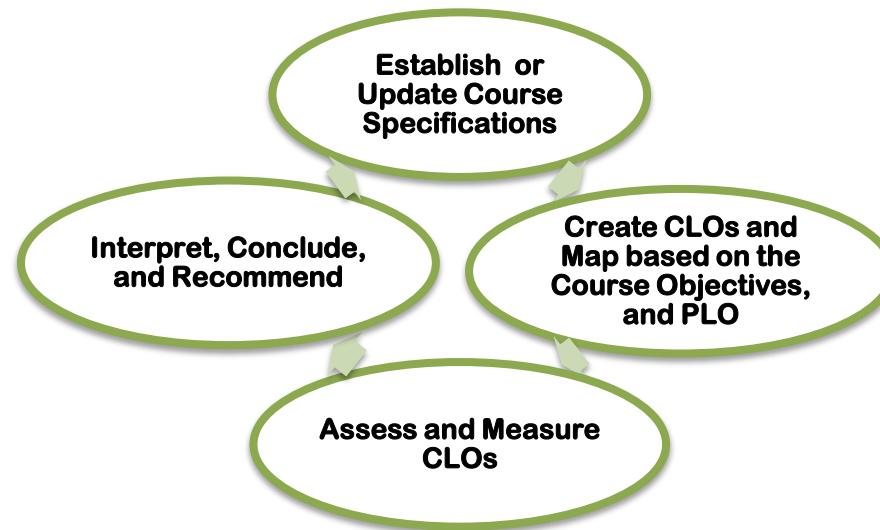 Establish or
Update Course
Specifications
Interpret, Conclude,
and Recommend
Create CLOs and
Map based on the
Course Objectives,
and PLO
Assess and Measure
CLOs